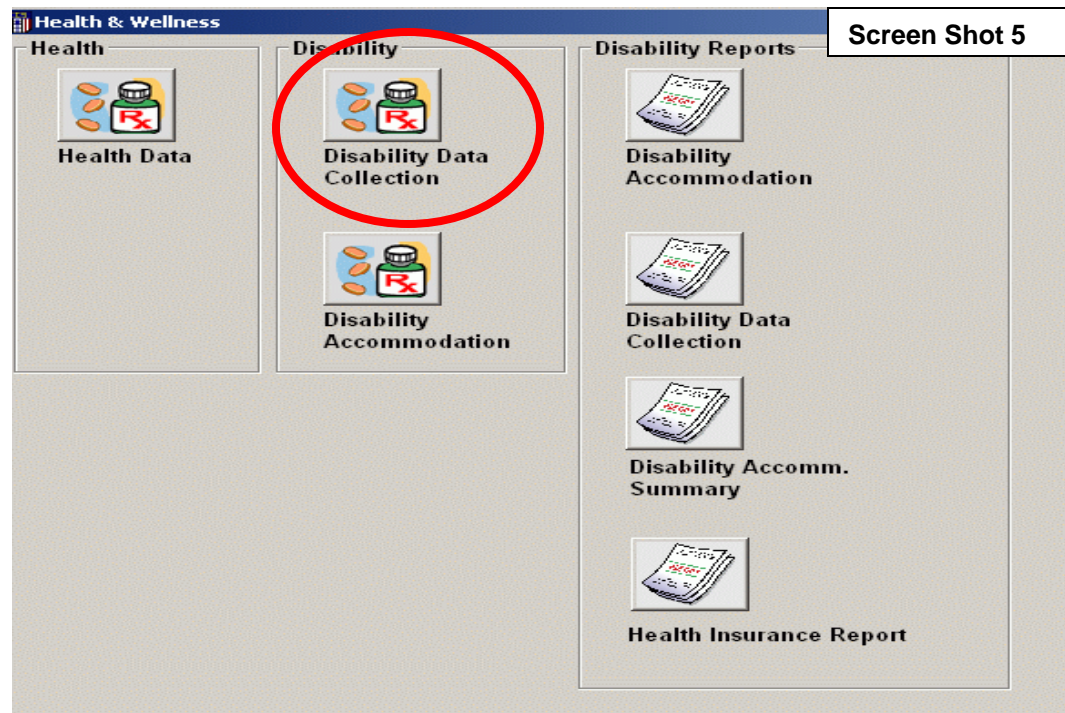 Health & Wellness
Screen Shot 5
Health
Rx
Health Data
Disability
Rx
Disability Data
Collection
Rx
Disability
Accommodation
Disability Reports
Disability
Accommodation
Disability Data
Collection
Disability Accomm.
Summary
Health Insurance Report